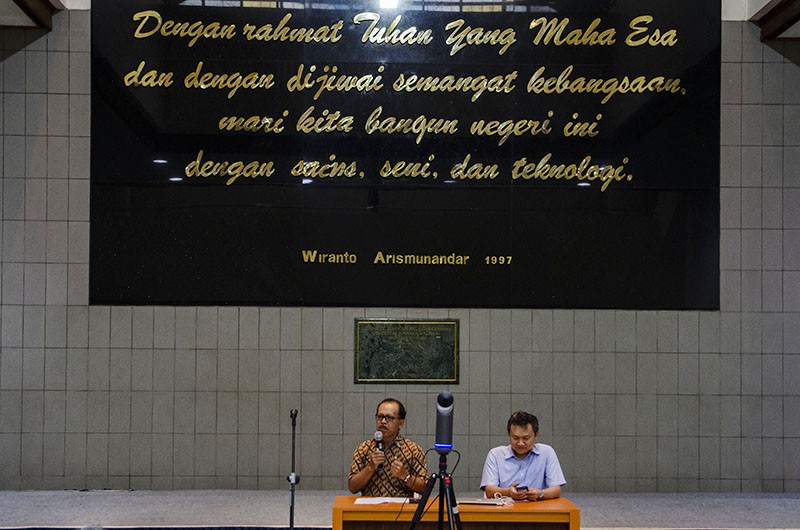 Dengan rahmat Tuhan Yang Maha Esa
dan dengan dijiwai semangat kebangsaan,
mari kita bangun negeri ini
dengan sains, seni, dan teknologi.
Wiranto Arismunandar 1997